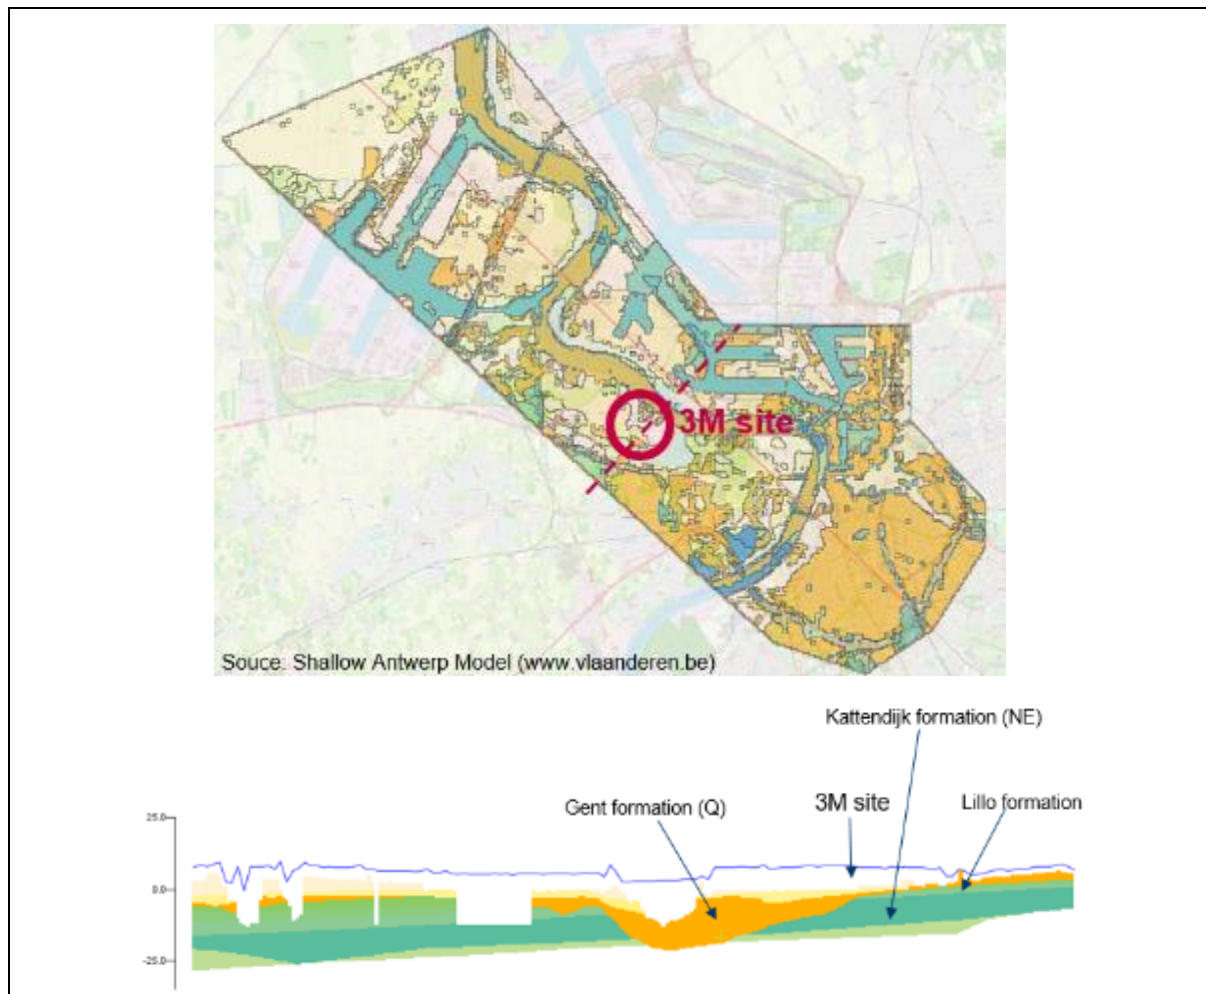 3M site
Souce: Shallow Antwerp Model (www.vlaanderen.be)
Kattendijk formation (NE)
Gent formation (Q)
3M site
Lillo formation
25.0
0.0
-25.0